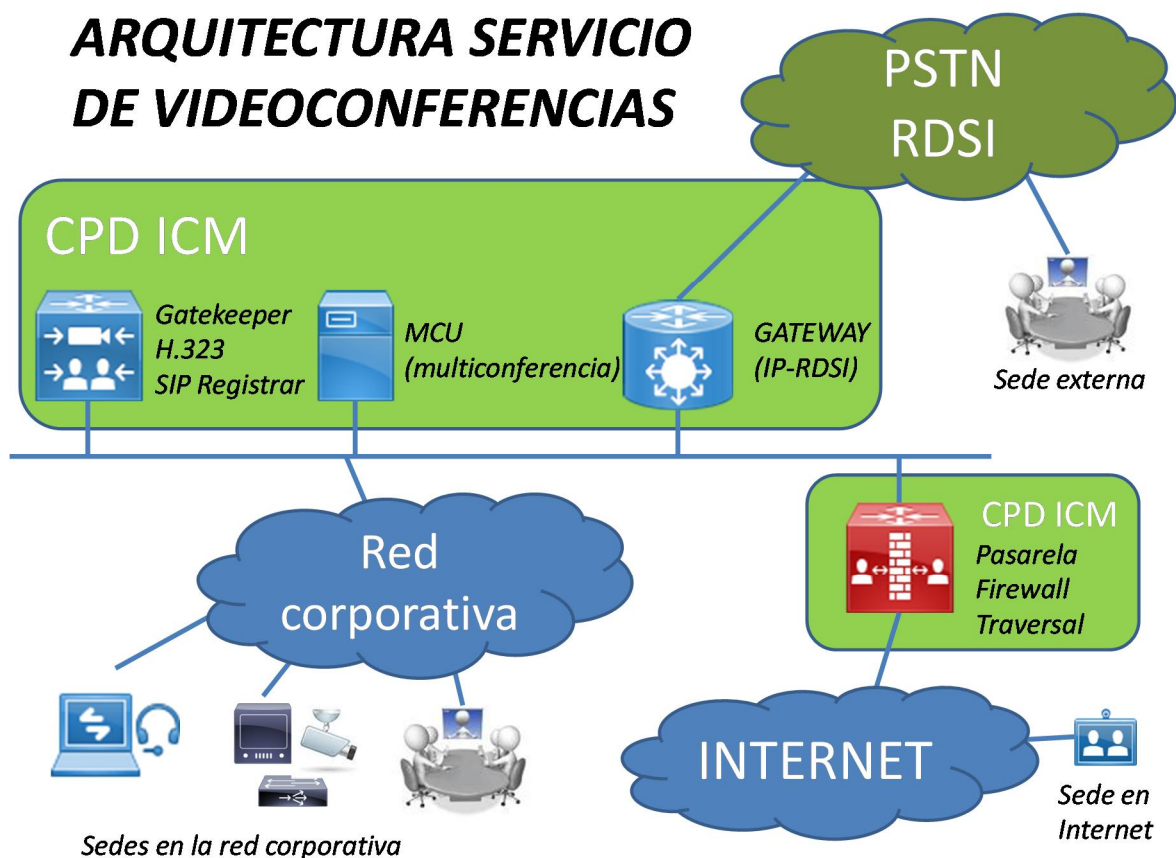 ARQUITECTURA SERVICIO
DE VIDEOCONFERENCIAS
PSTN
RDSI
CPD ICM
Gatekeeper
H.323
SIP Registrar
MCU
(multiconferencia)
GATEWAY
(IP-RDSI)
Sede externa
Red
corporativa
CPD ICM
Pasarela
Firewall
Traversal
INTERNET
Sede en
Internet
Sedes en la red corporativa